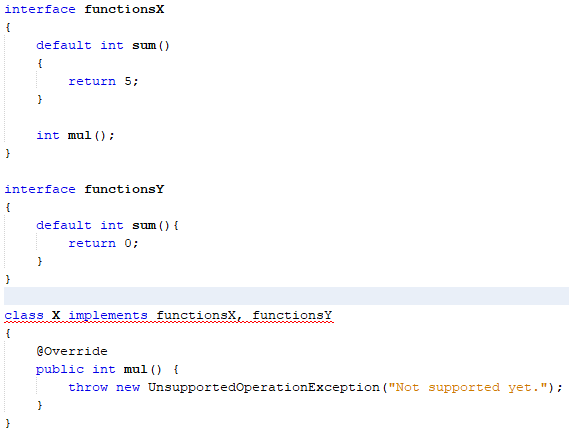 interface functionsX
{
default int sum()
{
return 5;
}
int mul();
}
interface functionsY
{
default int sum(){
return 0;
}
}
class X implements functionsX, functionsY
{
@Override
public int mul() {
throw new UnsupportedOperationException("Not supported yet.");
}
}